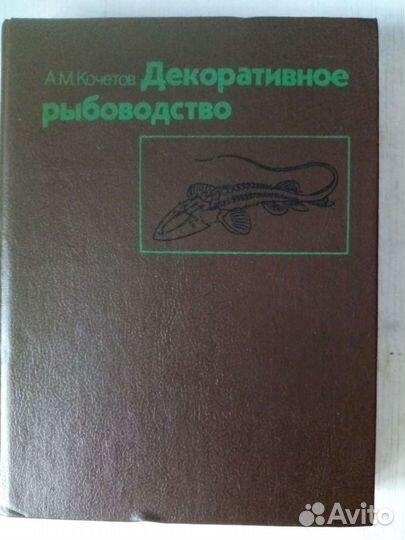 А.М.Кочетов Декоративное
рыбоводство
Avito